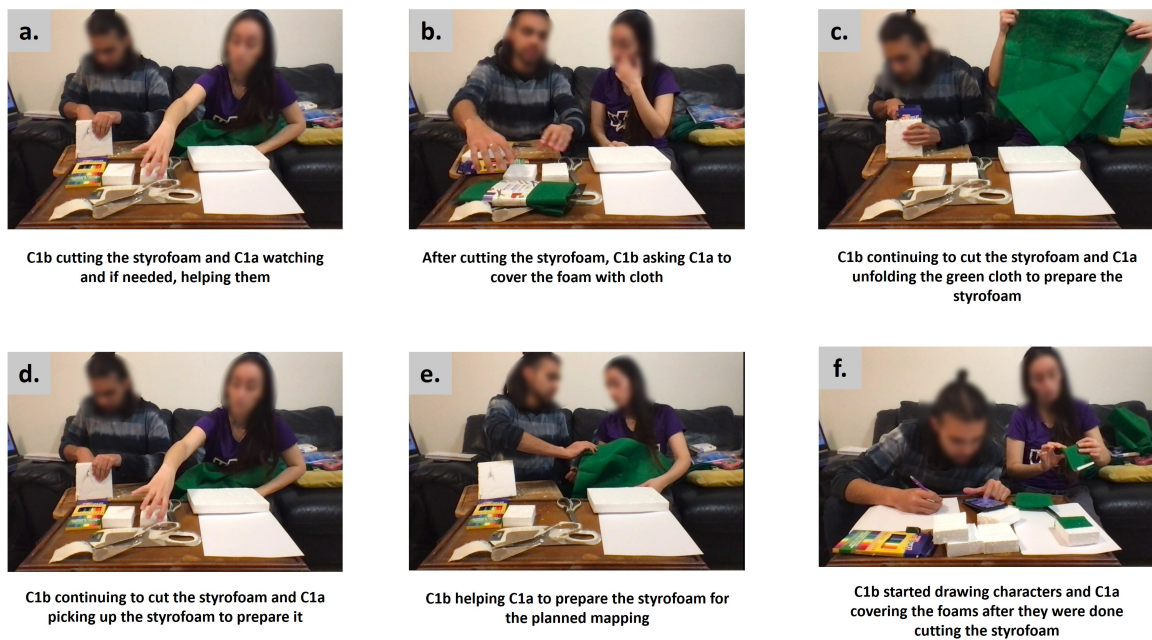 a.
b.
c.
C1b cutting the styrofoam and C1a watching
and if needed, helping them
After cutting the styrofoam, C1b asking C1a to
cover the foam with cloth
C1b continuing to cut the styrofoam and C1a
unfolding the green cloth to prepare the
styrofoam
d.
e.
f.
C1b continuing to cut the styrofoam and C1a
picking up the styrofoam to prepare it
C1b helping C1a to prepare the styrofoam for
the planned mapping
C1b started drawing characters and C1a
covering the foams after they were done
cutting the styrofoam